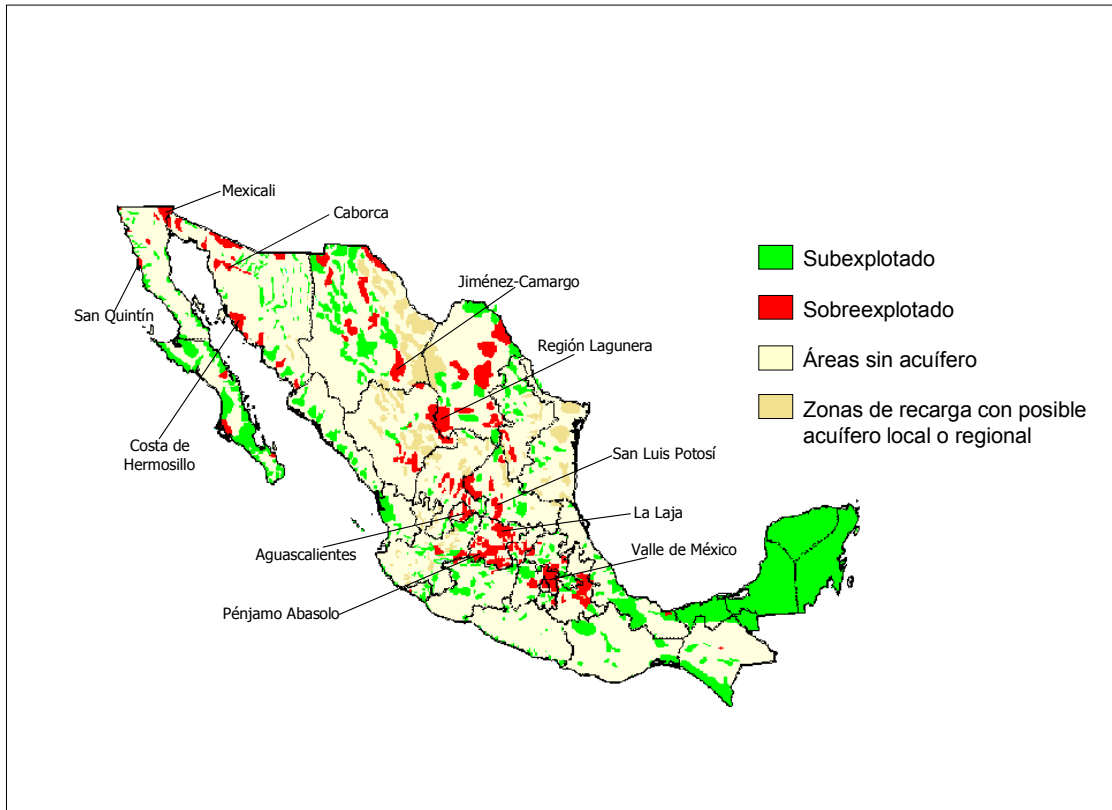 Mexicali
Caborca
Jiménez-Camargo
San Quintín
Región Lagunera
Costa de
Hermosillo
San Luis Potosí
La Laja
Aguascalientes
Valle de México
Pénjamo Abasolo
Subexplotado
Sobreexplotado
Áreas sin acuífero
Zonas de recarga con posible
acuífero local o regional